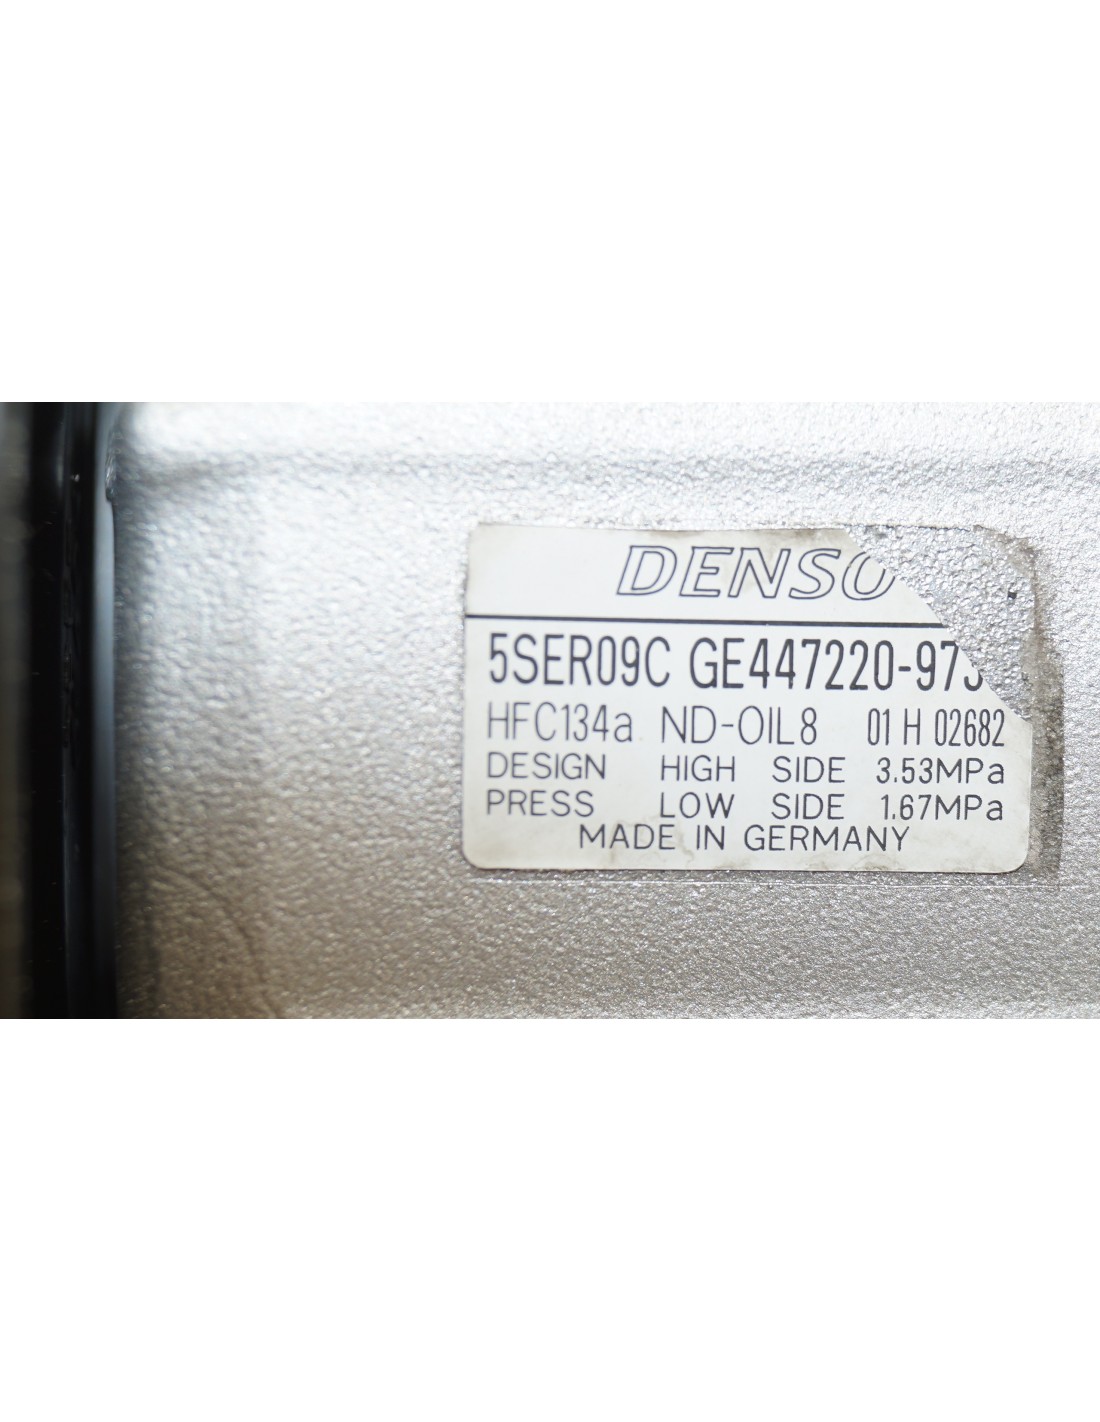 DENSO
5SER09C GE447220-97
HFC134a ND-OIL8 01 H 02682
DESIGN HIGH SIDE 3.53MPa
PRESS LOW SIDE 1.67MPa
MADE IN GERMANY